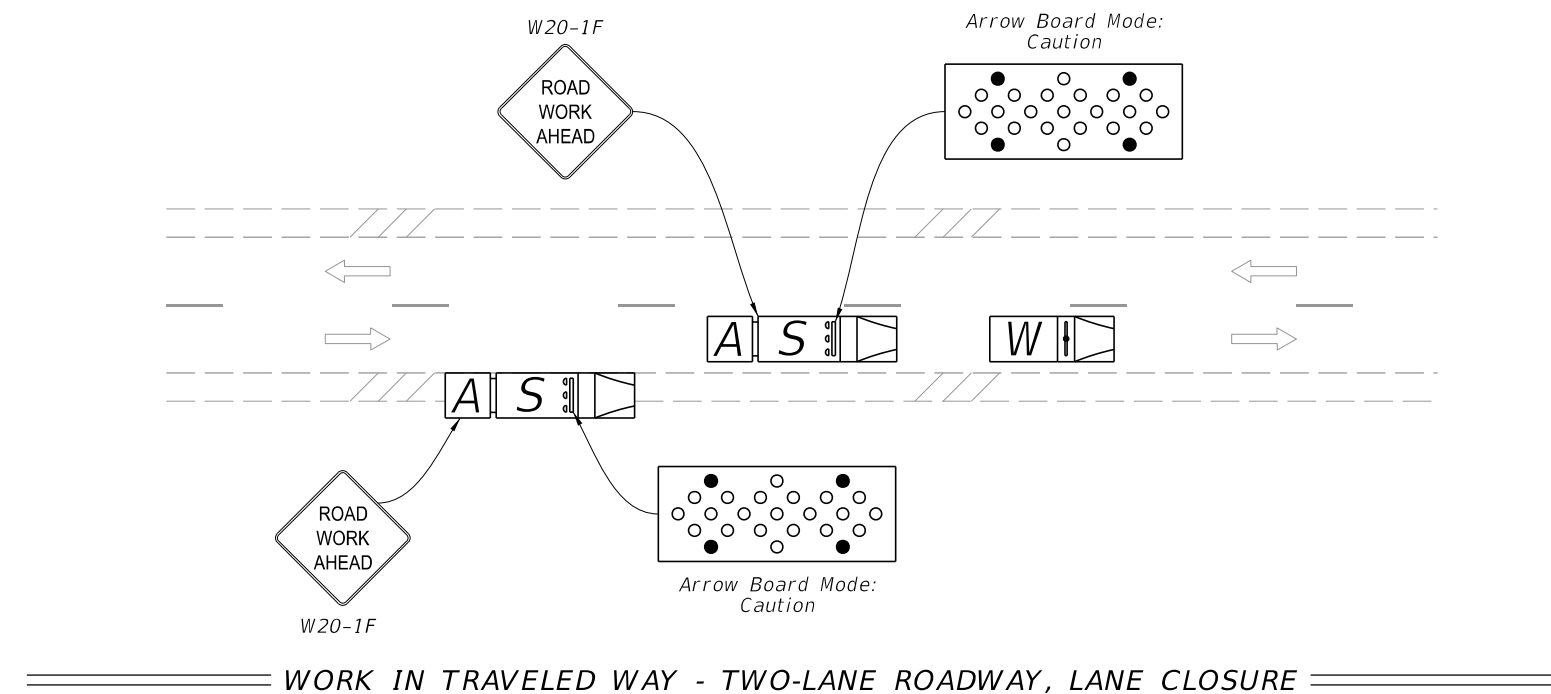 W20-1F
ROAD
WORK
AHEAD
Arrow Board Mode:
Caution
A S
W
A S
ROAD
WORK
AHEAD
W20-1F
Arrow Board Mode:
Caution
WORK IN TRAVELED WAY - TWO-LANE ROADWAY, LANE CLOSURE